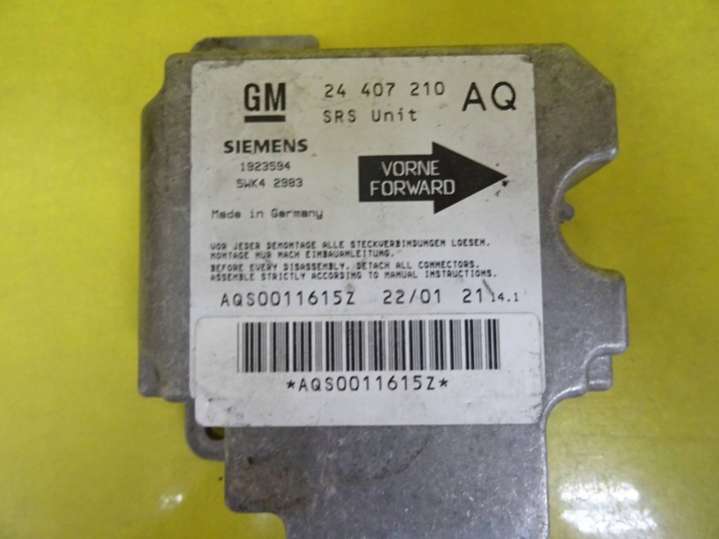 GM 24 407 210 AQ
SRS Unit
SIEMENS
1923594
5WK4 2983
VORNE
FORWARD
Made in Germany
VOR JEDER DEMONTAGE ALLE STECKVERBINDUNGEN LOESEN.
MONTAGE NUR NACH EINBAUANLEITUNG.
BEFORE EVERY DISASSEMBLY, DETACH ALL CONNECTORS.
ASSEMBLE STRICTLY ACCORDING TO MANUAL INSTRUCTIONS.
AQS0011615Z 22/01 21 14.1
*AQS0011615Z*